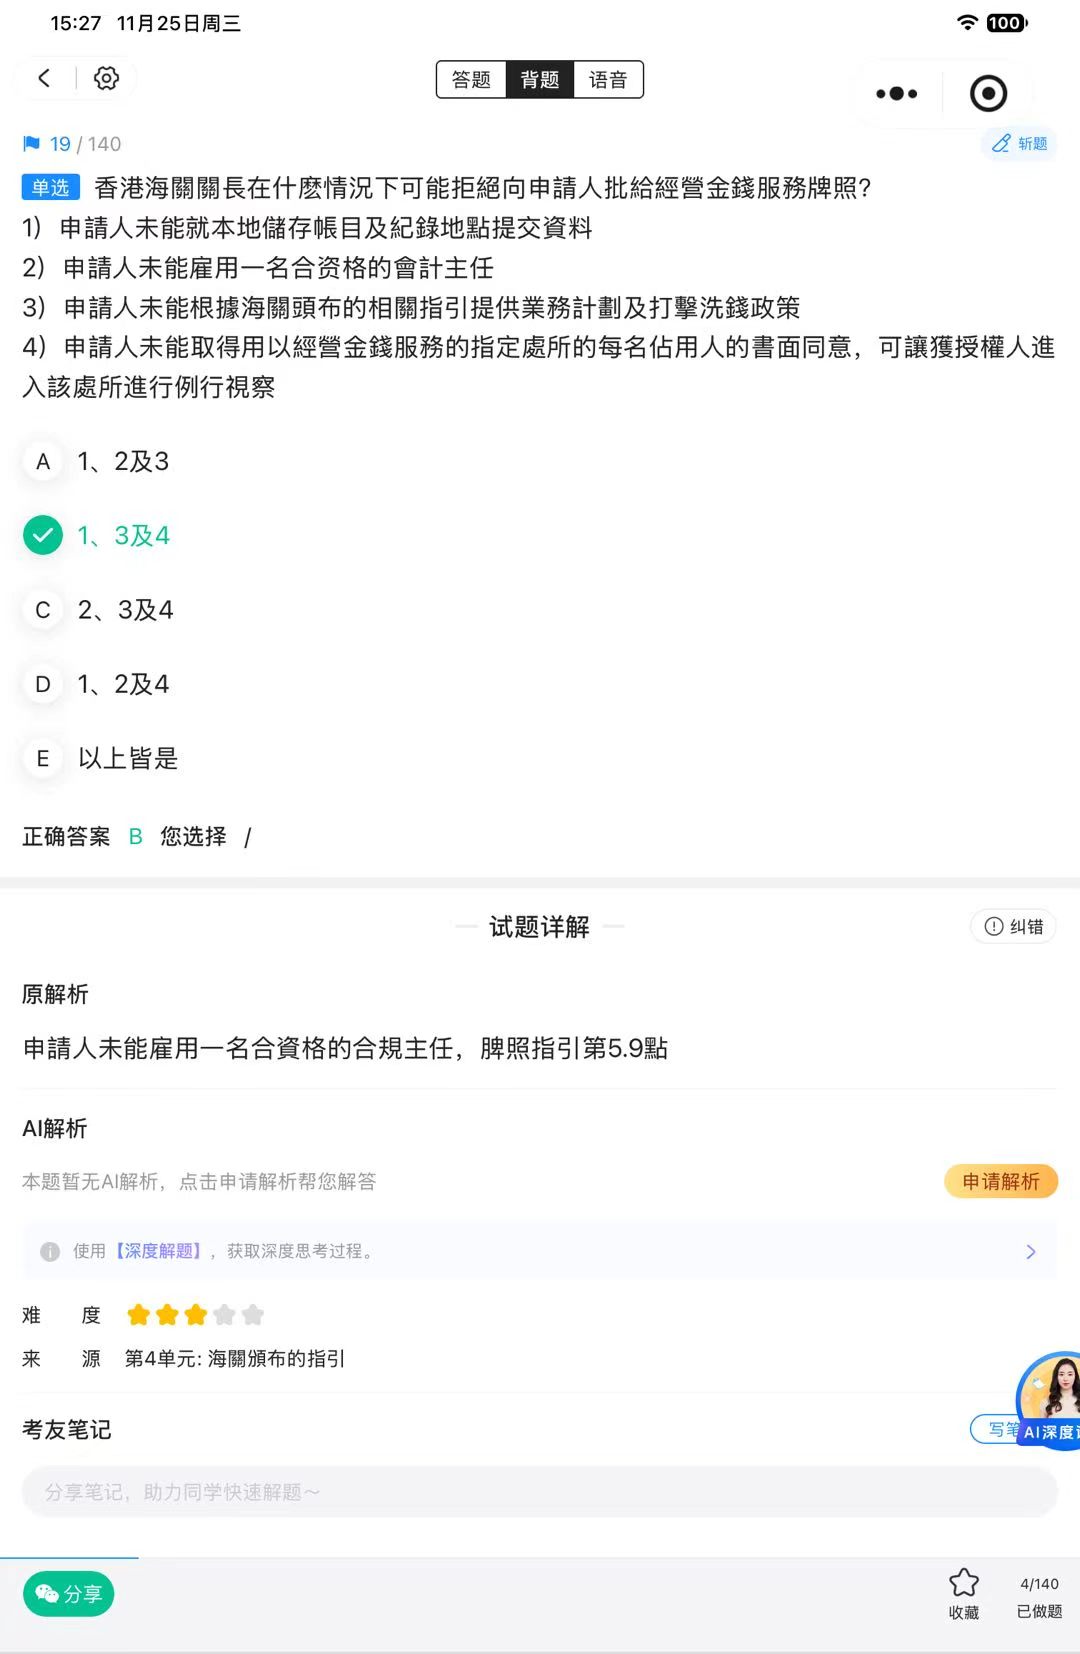 15:27 11月25日周三
100
答题 背题 语音
19 / 140
斩题
单选 香港海關關長在什麽情況下可能拒絕向申請人批給經營金錢服務牌照?
1) 申請人未能就本地儲存帳目及紀錄地點提交資料
2) 申請人未能雇用一名合资格的會計主任
3) 申請人未能根據海關頭布的相關指引提供業務計劃及打擊洗錢政策
4) 申請人未能取得用以經營金錢服務的指定處所的每名佔用人的書面同意，可讓獲授權人進
入該處所進行例行視察
A 1、2及3
1、3及4
C 2、3及4
D 1、2及4
E 以上皆是
正确答案 B 您选择 /
试题详解
纠错
原解析
申請人未能雇用一名合資格的合規主任，脾照指引第5.9點
AI解析
本题暂无AI解析，点击申请解析帮您解答
申请解析
使用【深度解题】，获取深度思考过程。
难 度
来 源 第4单元: 海關頒布的指引
考友笔记
写笔
AI深度
分享笔记，助力同学快速解题～
分享
收藏
4/140
已做题